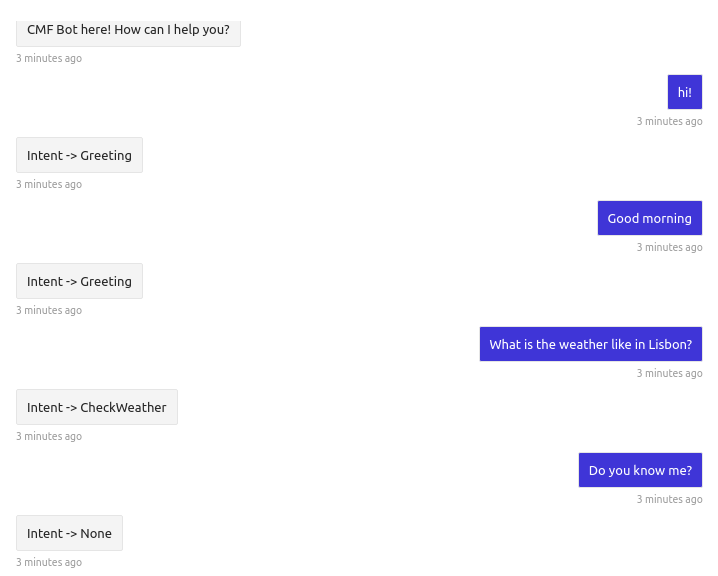 CMF Bot here! How can I help you?
3 minutes ago
hi!
3 minutes ago
Intent -> Greeting
3 minutes ago
Good morning
3 minutes ago
Intent -> Greeting
3 minutes ago
What is the weather like in Lisbon?
3 minutes ago
Intent -> CheckWeather
3 minutes ago
Do you know me?
3 minutes ago
Intent -> None
3 minutes ago